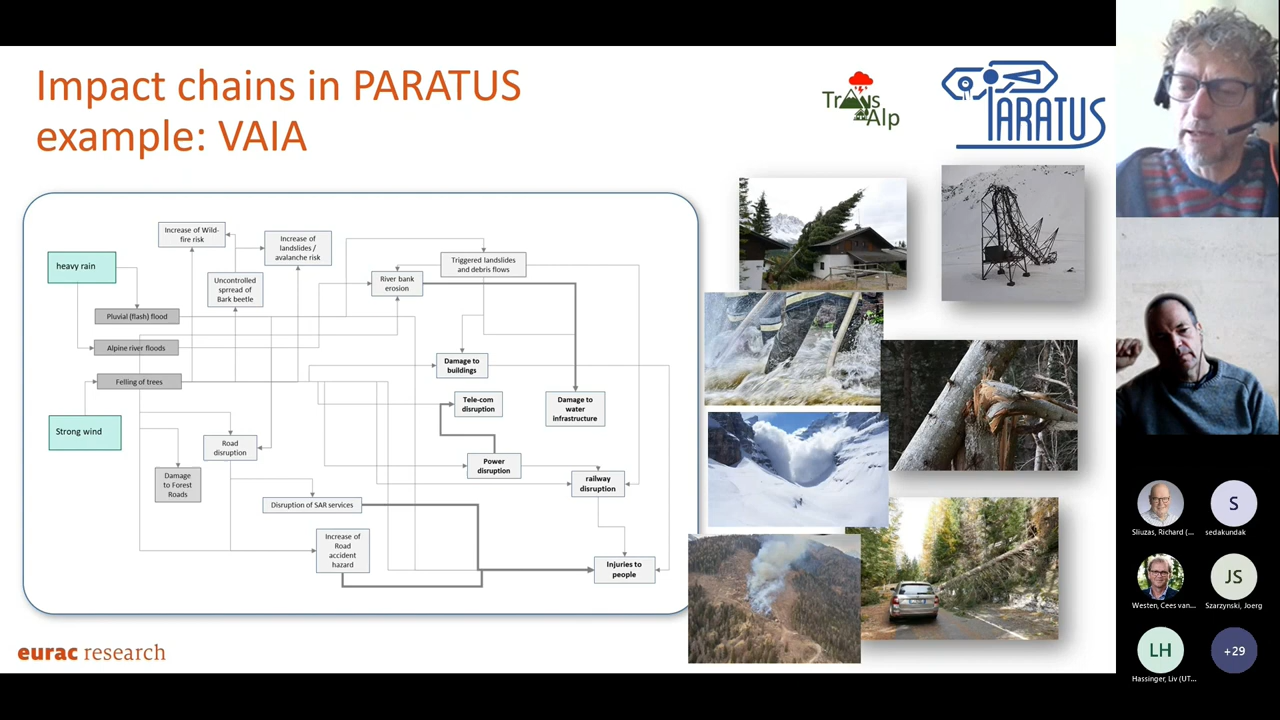 Impact chains in PARATUS
example: VAIA
Trans
Alp
PARATUS
heavy rain
Increase of Wild-
fire risk
Increase of
landslides /
avalanche risk
Uncontrolled
sprread of
Bark beetle
River bank
erosion
Triggered landslides
and debris flows
Pluvial (flash) flood
Alpine river floods
Felling of trees
Strong wind
Damage to
buildings
Tele-com
disruption
Damage to
water
infrastructure
Road
disruption
Damage
to Forest
Roads
Power
disruption
railway
disruption
Disruption of SAR services
Increase of
Road
accident
hazard
Injuries to
people
eurac research
S
Sliuzas, Richard (...
sedakundak
JS
Westen, Cees van...
Szarzynski, Joerg
LH
+29
Hassinger, Liv (UT...